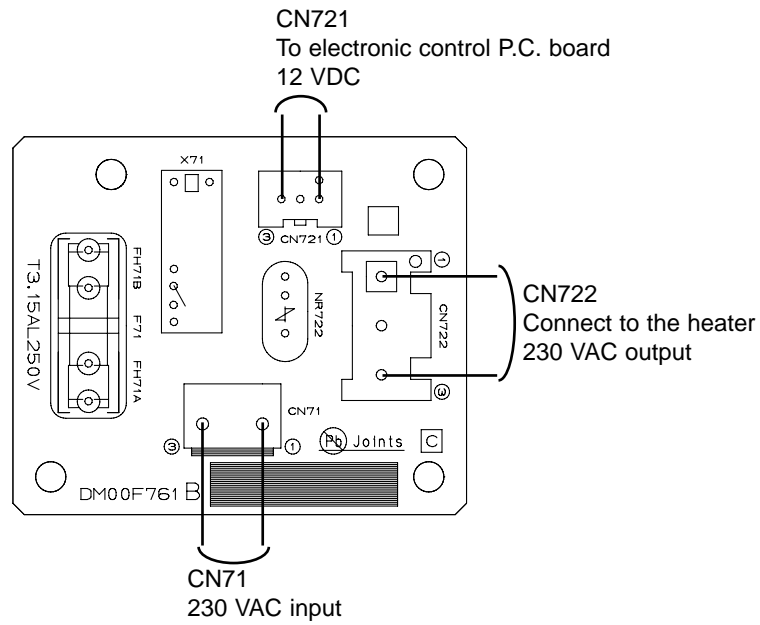 CN721
To electronic control P.C. board
12 VDC
X71
③ CN721 ①
T3.15AL250V
FH71B
F71
FH71A
NR722
①
CN722
③
CN722
Connect to the heater
230 VAC output
CN71
③ ①
Pb Joints
C
DM00F761 B
CN71
230 VAC input